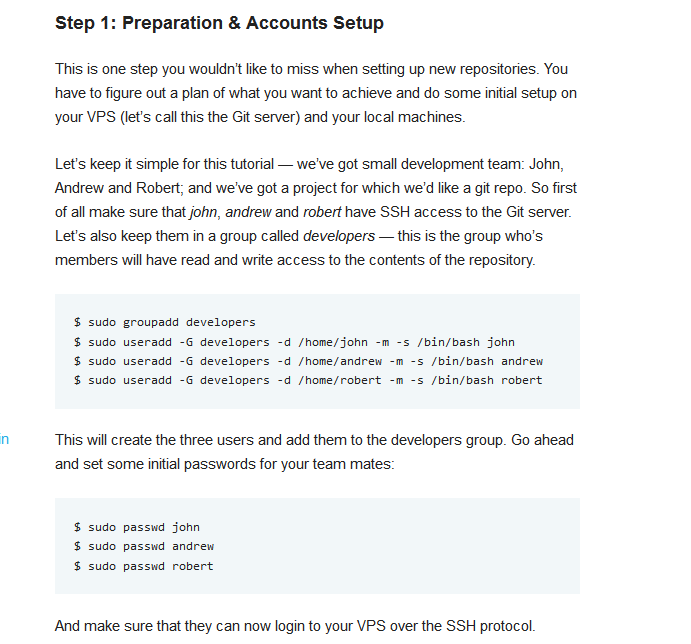 Step 1: Preparation & Accounts Setup
This is one step you wouldn't like to miss when setting up new repositories. You
have to figure out a plan of what you want to achieve and do some initial setup on
your VPS (let's call this the Git server) and your local machines.
Let's keep it simple for this tutorial — we've got small development team: John,
Andrew and Robert; and we've got a project for which we'd like a git repo. So first
of all make sure that john, andrew and robert have SSH access to the Git server.
Let's also keep them in a group called developers — this is the group who's
members will have read and write access to the contents of the repository.
$ sudo groupadd developers
$ sudo useradd -G developers -d /home/john -m -s /bin/bash john
$ sudo useradd -G developers -d /home/andrew -m -s /bin/bash andrew
$ sudo useradd -G developers -d /home/robert -m -s /bin/bash robert
in
This will create the three users and add them to the developers group. Go ahead
and set some initial passwords for your team mates:
$ sudo passwd john
$ sudo passwd andrew
$ sudo passwd robert
And make sure that they can now login to your VPS over the SSH protocol.